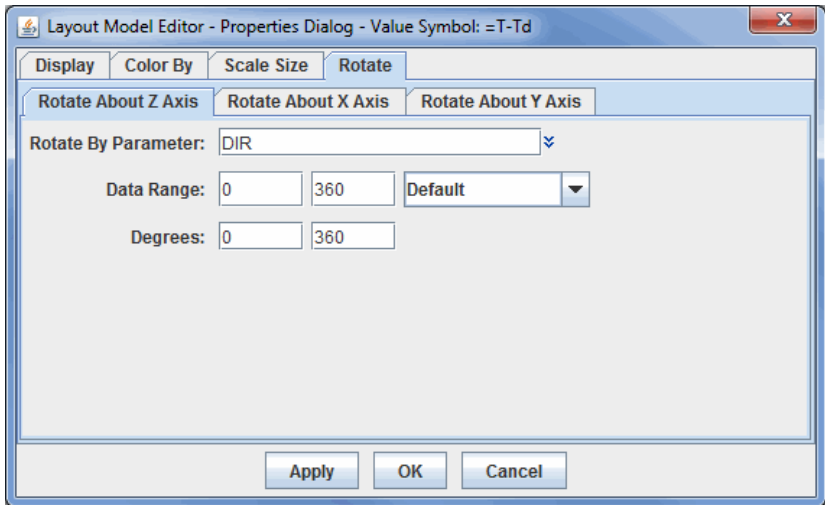 Layout Model Editor - Properties Dialog - Value Symbol: =T-Td
Display Color By Scale Size Rotate
Rotate About Z Axis Rotate About X Axis Rotate About Y Axis
Rotate By Parameter: DIR
Data Range: 0 360 Default
Degrees: 0 360
Apply OK Cancel